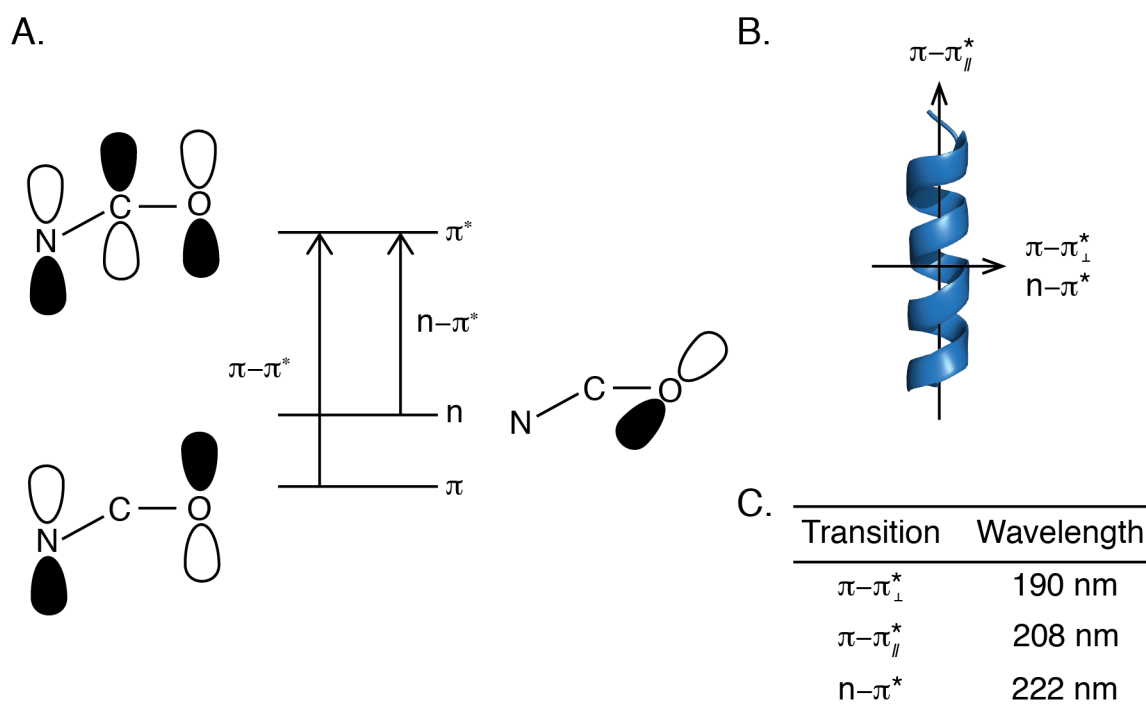 A.
N
C
O
π*
π–π*
n–π*
n
π
N
C
O
N
C
O
B.
π–π*∥
π–π*⊥
n–π*
C.
Transition Wavelength
π–π*⊥ 190 nm
π–π*∥ 208 nm
n–π* 222 nm